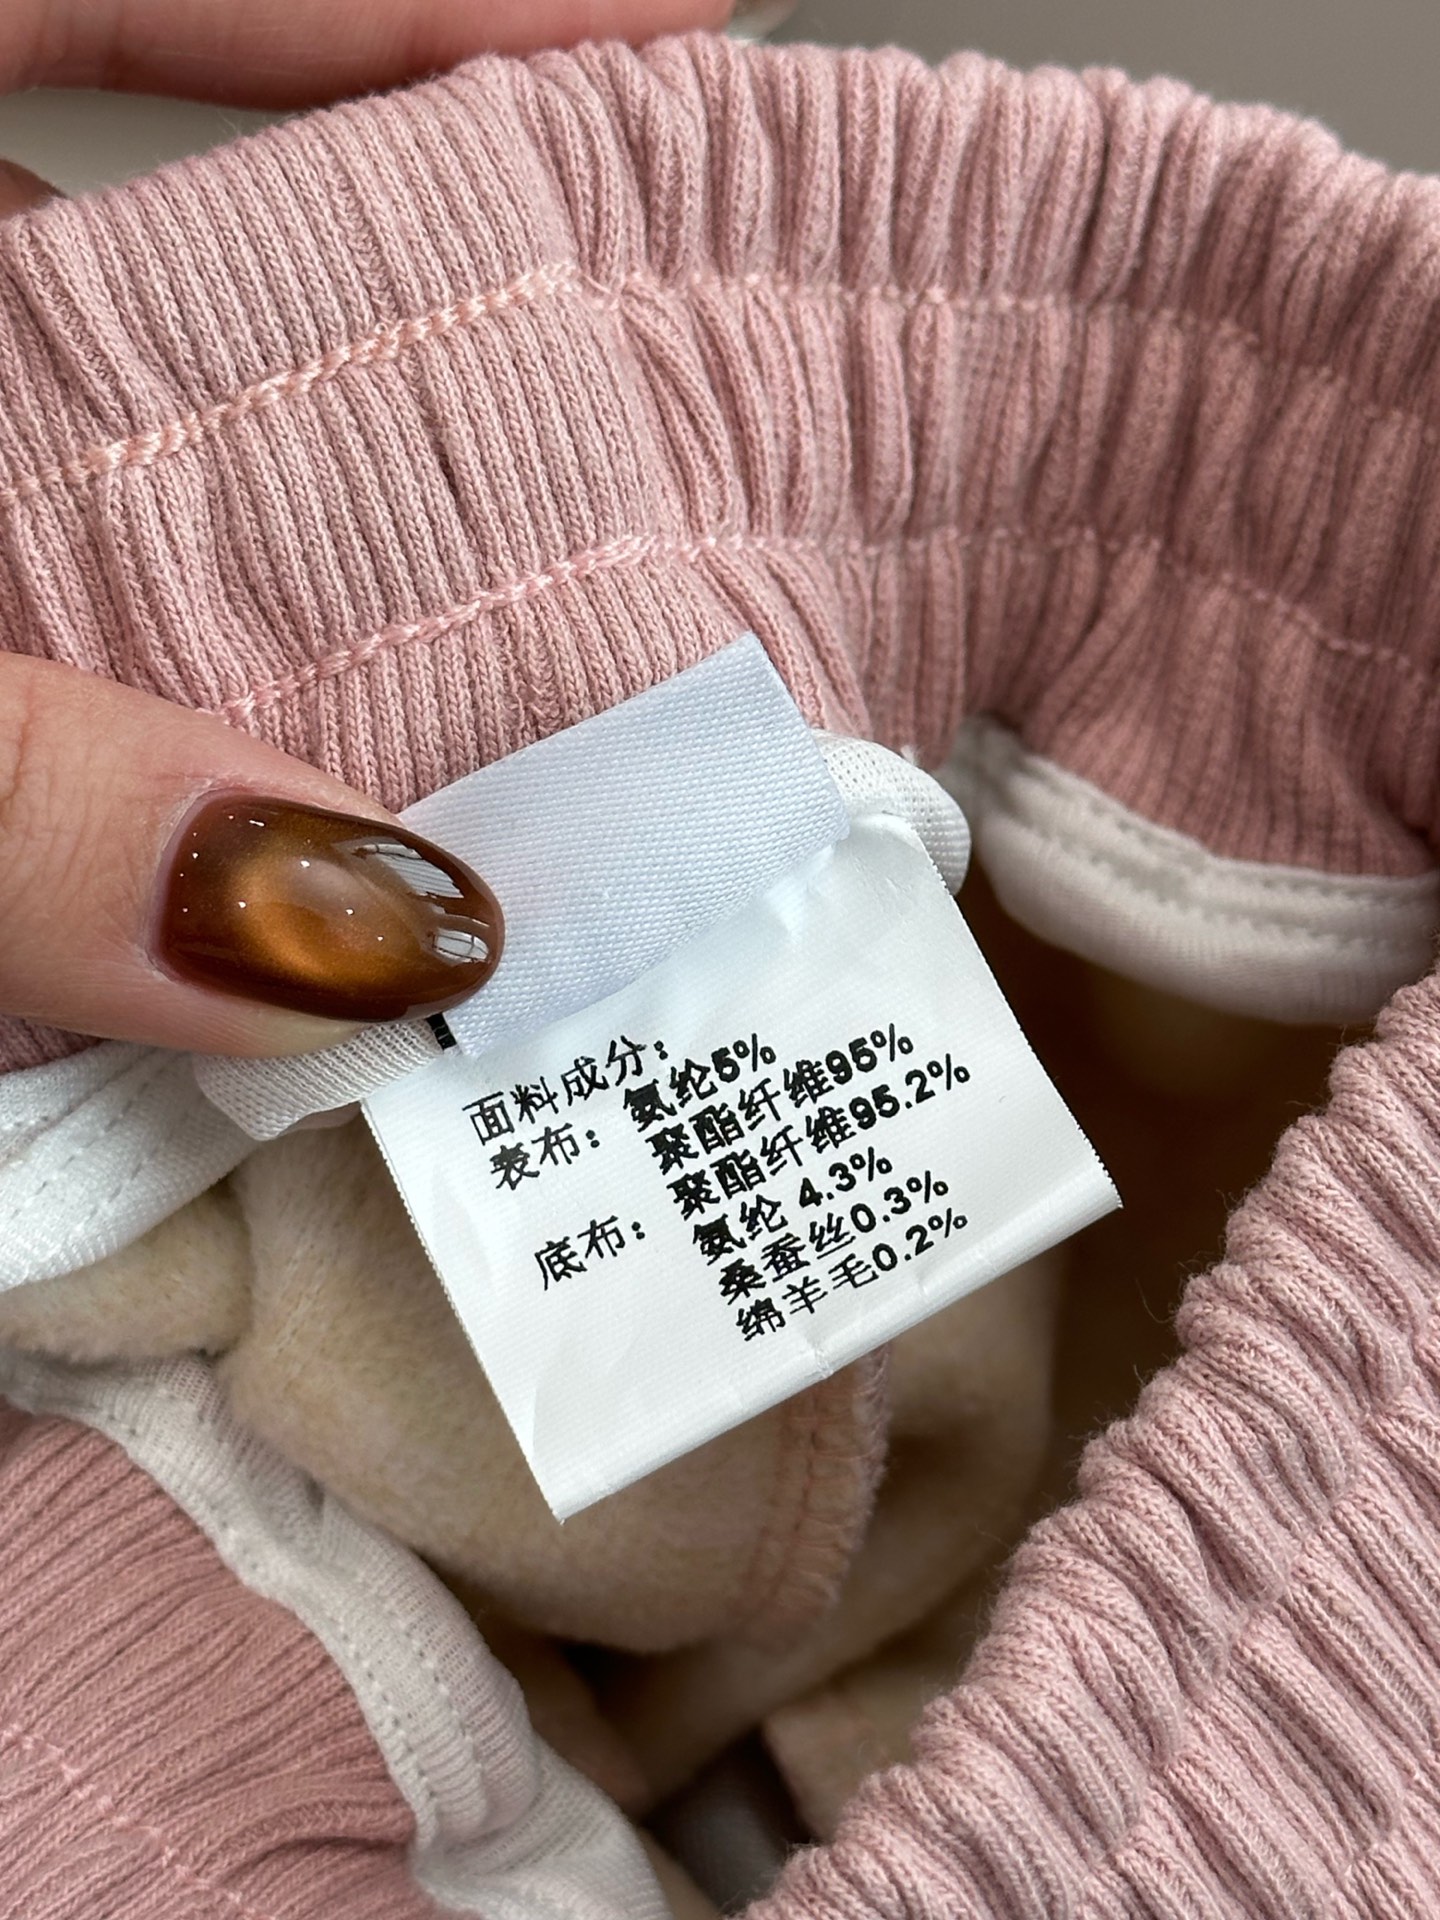 面料成分:
表布: 氨纶5%
聚酯纤维95%
底布: 聚酯纤维95.2%
氨纶 4.3%
桑蚕丝0.3%
绵羊毛0.2%